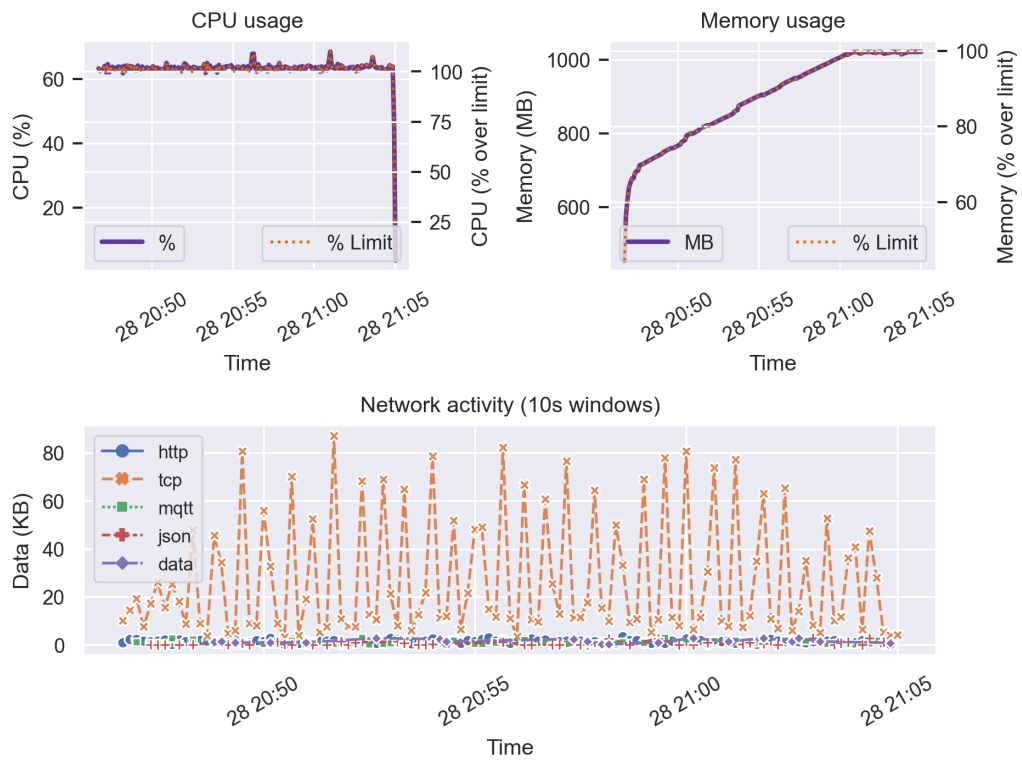 CPU usage
CPU (%)
60
40
20
100
75
50
25
CPU (% over limit)
%
% Limit
28 20:50
28 20:55
28 21:00
28 21:05
Time
Memory usage
Memory (MB)
1000
800
600
100
80
60
Memory (% over limit)
MB
% Limit
28 20:50
28 20:55
28 21:00
28 21:05
Time
Network activity (10s windows)
Data (KB)
80
60
40
20
0
http
tcp
mqtt
json
data
28 20:50
28 20:55
28 21:00
28 21:05
Time